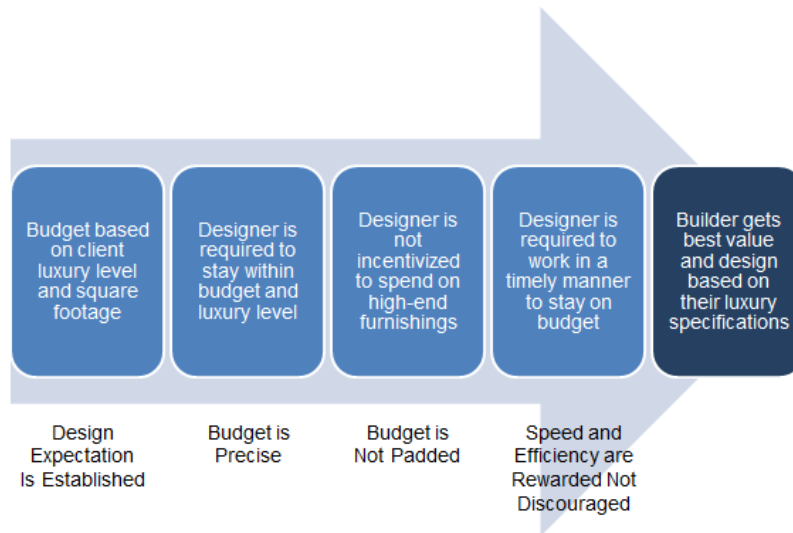 Budget based
on client
luxury level
and square
footage
Designer is
required to
stay within
budget and
luxury level
Designer is
not
incentivized
to spend on
high-end
furnishings
Designer is
required to
work in a
timely manner
to stay on
budget
Builder gets
best value
and design
based on
their luxury
specifications
Design
Expectation
Is Established
Budget is
Precise
Budget is
Not Padded
Speed and
Efficiency are
Rewarded Not
Discouraged